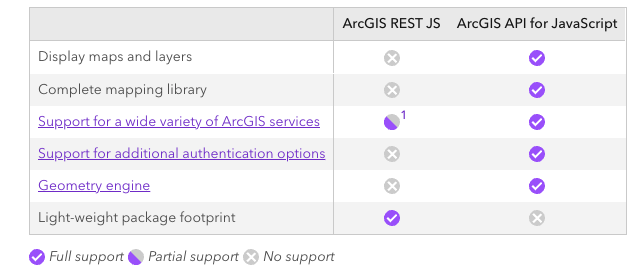 ArcGIS REST JS ArcGIS API for JavaScript
Display maps and layers
Complete mapping library
Support for a wide variety of ArcGIS services 1
Support for additional authentication options
Geometry engine
Light-weight package footprint
Full support Partial support No support